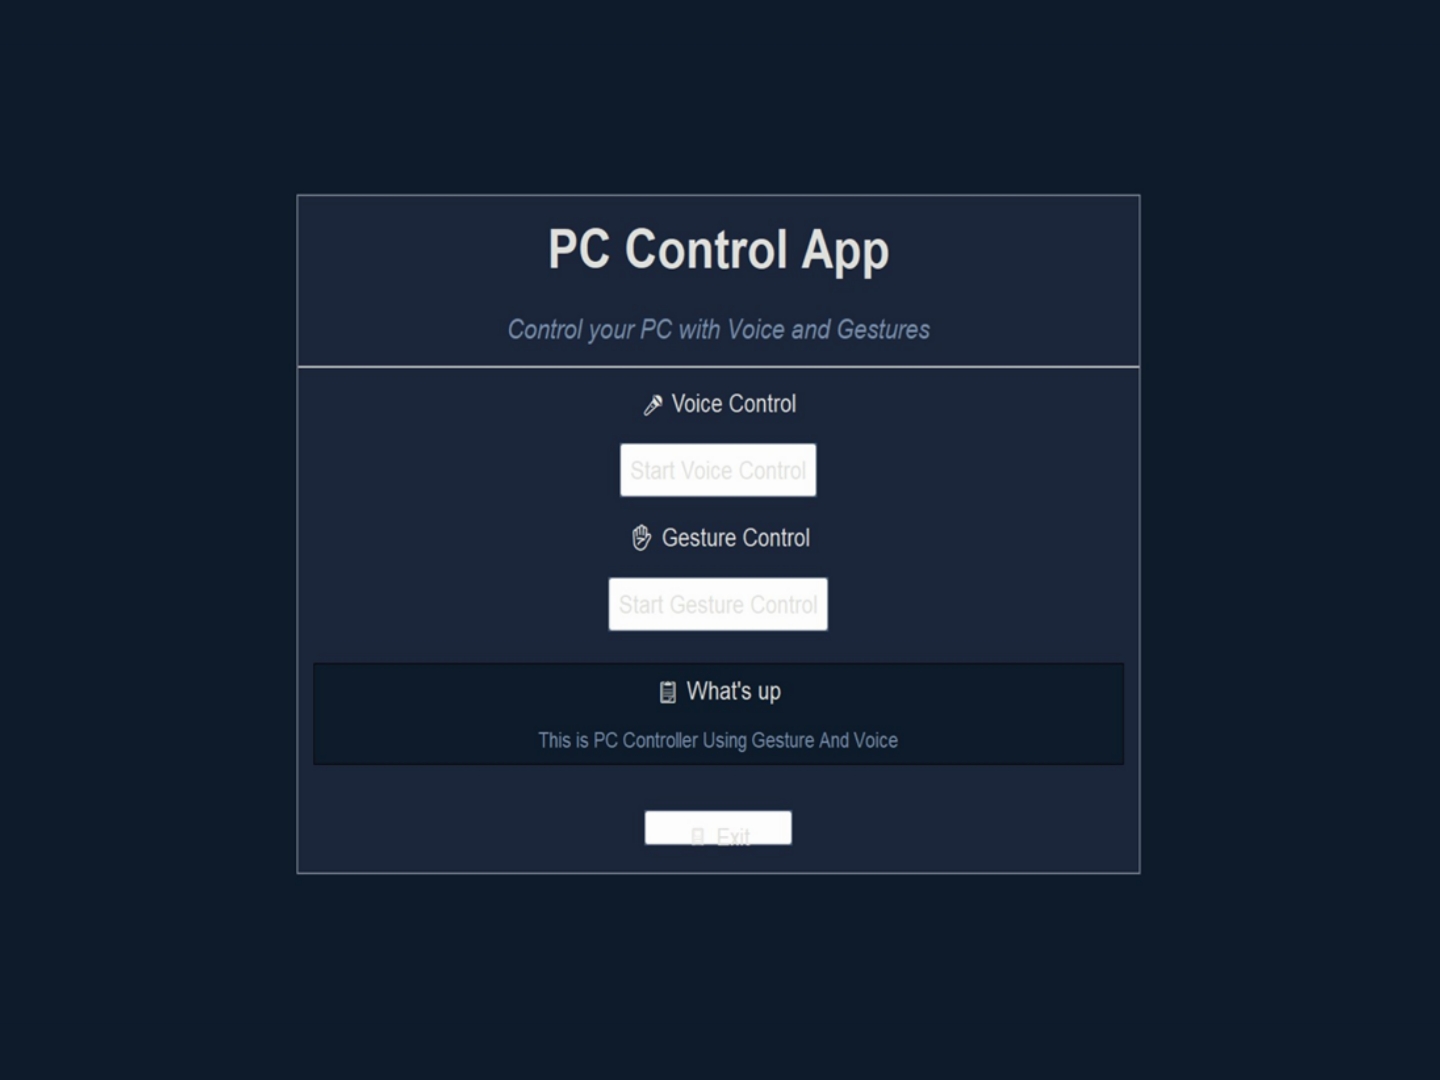 PC Control App
Control your PC with Voice and Gestures
Voice Control
Start Voice Control
Gesture Control
Start Gesture Control
What's up
This is PC Controller Using Gesture And Voice
Exit